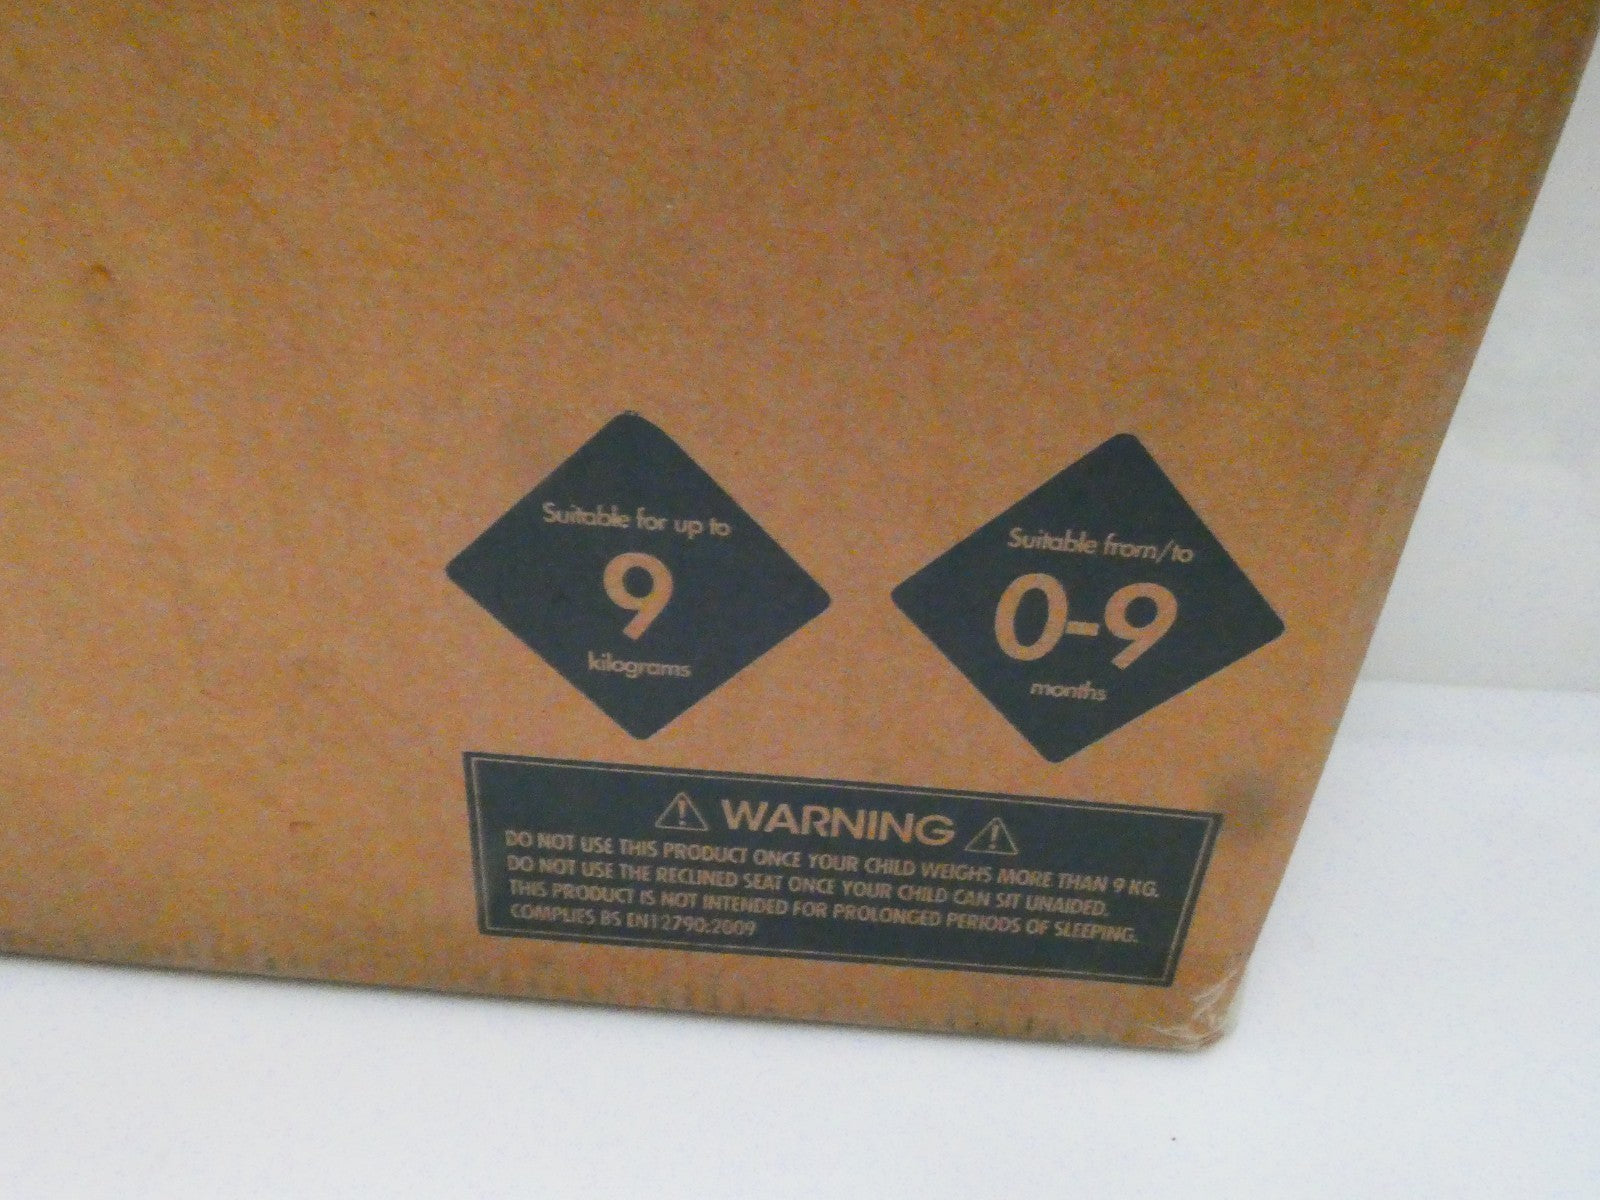 Suitable for up to
9
kilograms
Suitable from/to
0-9
months
WARNING
DO NOT USE THIS PRODUCT ONCE YOUR CHILD WEIGHS MORE THAN 9 KG.
DO NOT USE THE RECLINED SEAT ONCE YOUR CHILD CAN SIT UNAIDED.
THIS PRODUCT IS NOT INTENDED FOR PROLONGED PERIODS OF SLEEPING.
COMPLIES BS EN12790:2009